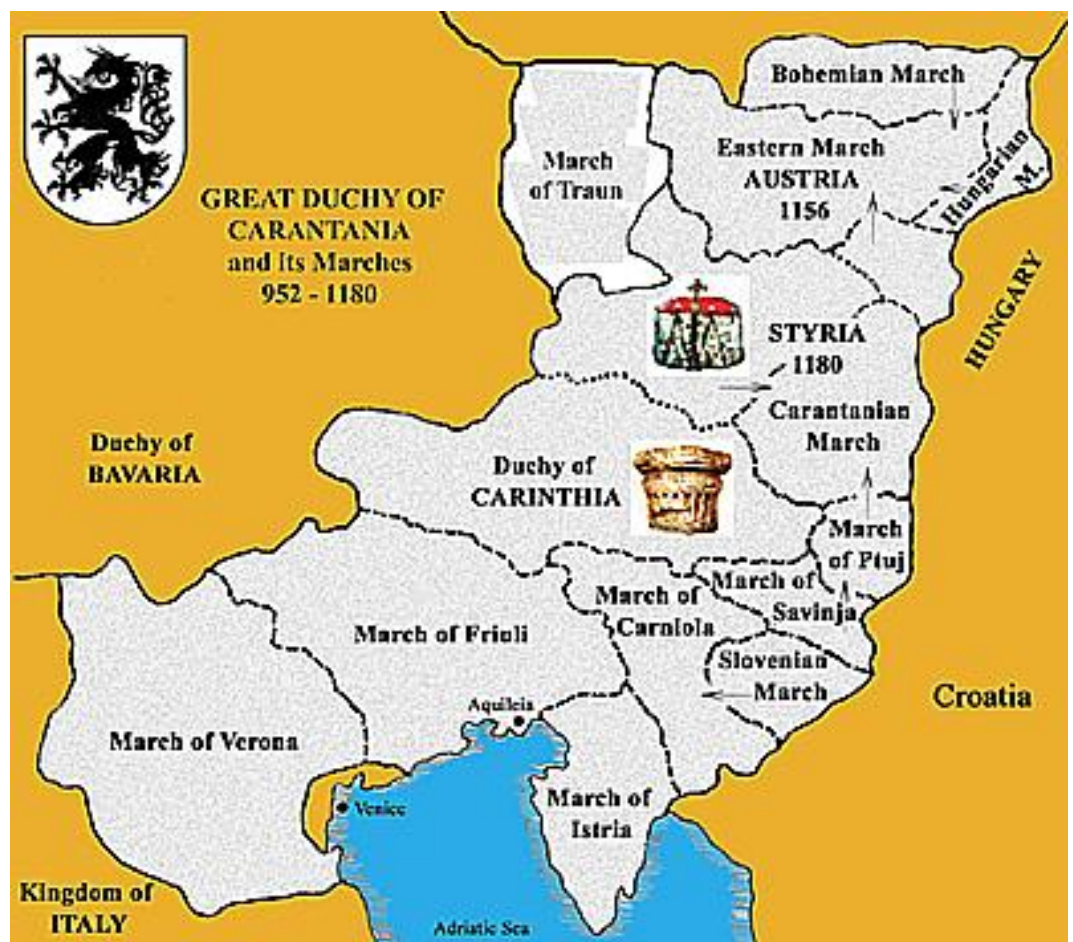 GREAT DUCHY OF
CARANTANIA
and its Marches
952 - 1180
March
of Traun
Bohemian March
Eastern March
AUSTRIA
1156
Hungarian
M.
HUNGARY
STYRIA
1180
Carantanian
March
Duchy of
BAVARIA
Duchy of
CARINTHIA
March
of Ptuj
March of
Savinja
March of
Carniola
Slovenian
March
March of Friuli
Croatia
Aquileia
March of Verona
Venice
March of
Istria
Kingdom of
ITALY
Adriatic Sea